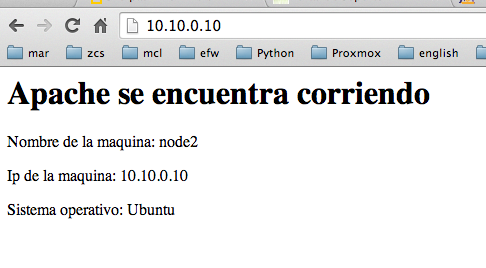 10.10.0.10
mar zcs mcl efw Python Proxmox english
Apache se encuentra corriendo
Nombre de la maquina: node2
Ip de la maquina: 10.10.0.10
Sistema operativo: Ubuntu